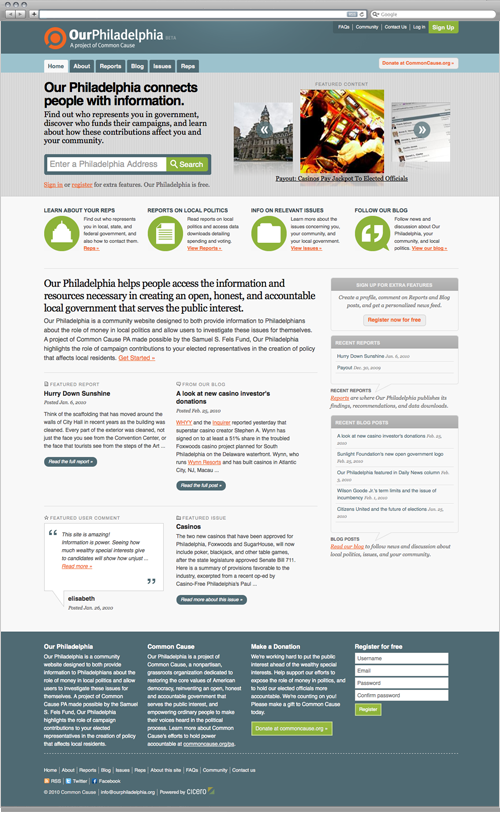 Google
OurPhiladelphia BETA
A project of Common Cause
FAQs Community Contact Us Log in Sign Up
Home About Reports Blog Issues Reps
Donate at CommonCause.org »
Our Philadelphia connects
people with information.
Find out who represents you in government,
discover who funds their campaigns, and learn
about how these contributions affect you and
your community.
Enter a Philadelphia Address Search
Sign in or register for extra features. Our Philadelphia is free.
FEATURED CONTENT
« »
Payout: Casinos Pay Jackpot To Elected Officials
LEARN ABOUT YOUR REPS
Find out who represents
you in local, state, and
federal government, and
also how to contact them.
Reps »
REPORTS ON LOCAL POLITICS
Read reports on local
politics and access data
downloads detailing
spending and voting.
View Reports »
INFO ON RELEVANT ISSUES
Learn more about the
issues concerning you,
your community, and
your local government.
View issues »
FOLLOW OUR BLOG
Follow news and
discussion about Our
Philadelphia, your
community, and local
politics. View our blog »
Our Philadelphia helps people access the information and
resources necessary in creating an open, honest, and accountable
local government that serves the public interest.
Our Philadelphia is a community website designed to both provide information to Philadelphians
about the role of money in local politics and allow users to investigate these issues for themselves.
A project of Common Cause PA made possible by the Samuel S. Fels Fund, Our Philadelphia
highlights the role of campaign contributions to your elected representatives in the creation of policy
that affects local residents. Get Started »
SIGN UP FOR EXTRA FEATURES
Create a profile, comment on Reports and Blog
posts, and get a personalized news feed.
Register now for free
RECENT REPORTS
Hurry Down Sunshine Jan. 6, 2010
Payout Dec. 30, 2009
RECENT REPORTS
Reports are where Our Philadelphia publishes its
findings, recommendations, and data downloads.
RECENT BLOG POSTS
A look at new casino investor's donations Feb.
25, 2010
Sunlight Foundation's new open government logo
Feb. 23, 2010
Our Philadelphia featured in Daily News column
Feb. 3, 2010
Wilson Goode Jr.'s term limits and the issue of
incumbency Feb. 1, 2010
Citizens United and the future of elections Jan. 25,
2010
BLOG POSTS
Read our blog to follow news and discussion about
local politics, issues, and your community.
FEATURED REPORT
Hurry Down Sunshine
Posted Jan. 6, 2010
Think of the scaffolding that has moved around the
walls of City Hall in recent years as the building was
cleaned. Every part of the exterior was cleaned, not
just the face you see from the Convention Center, or
the face that tourists see from the steps of the Art ...
Read the full report »
FROM OUR BLOG
A look at new casino investor's
donations
Posted Feb. 25, 2010
WHYY and the Inquirer reported yesterday that
superstar casino creator Stephen A. Wynn has
signed on to at least a 51% share in the troubled
Foxwoods casino project planned for South
Philadelphia on the Delaware waterfront. Wynn, who
runs Wynn Resorts and has built casinos in Atlantic
City, NJ, Macau,
Read the full post »
FEATURED USER COMMENT
“ This site is amazing!
Information is power. Seeing how
much wealthy special interests give
to candidates will show how unjust ...
Read more » ”
elisabeth
Posted Jan. 26, 2010
FEATURED ISSUE
Casinos
The two new casinos that have been approved for
Philadelphia, Foxwoods and SugarHouse, will now
include poker, blackjack, and other table games,
after the state legislature approved Senate Bill 711.
Here is a summary of provisions favorable to the
industry, excerpted from a recent op-ed by
Casino-Free Philadelphia's Paul ...
Read more about this issue »
Our Philadelphia
Our Philadelphia is a community
website designed to both provide
information to Philadelphians about
the role of money in local politics and allow
users to investigate these issues for
themselves. A project of Common
Cause PA made possible by the Samuel
S. Fels Fund, Our Philadelphia
highlights the role of campaign
contributions to your elected
representatives in the creation of policy
that affects local residents.
Common Cause
Our Philadelphia is a project of
Common Cause, a nonpartisan,
grassroots organization dedicated to
restoring the core values of American
democracy, reinventing an open, honest
and accountable government that
serves the public interest, and
empowering ordinary people to make
their voices heard in the political
process. Learn more about Common
Cause's efforts to hold power
accountable at commoncause.org/pa.
Make a Donation
We're working hard to put the public
interest ahead of the wealthy special
interests. Help support our efforts to
expose the role of money in politics, and
to hold our elected officials more
accountable. We're counting on you!
Please make a gift to Common Cause
today.
Donate at commoncause.org »
Register for free
Username
Email
Password
Confirm password
Register
Home About Reports Blog Issues Reps About this site FAQs Community Contact us
RSS Twitter Facebook
© 2010 Common Cause info@ourphiladelphia.org Powered by cicero